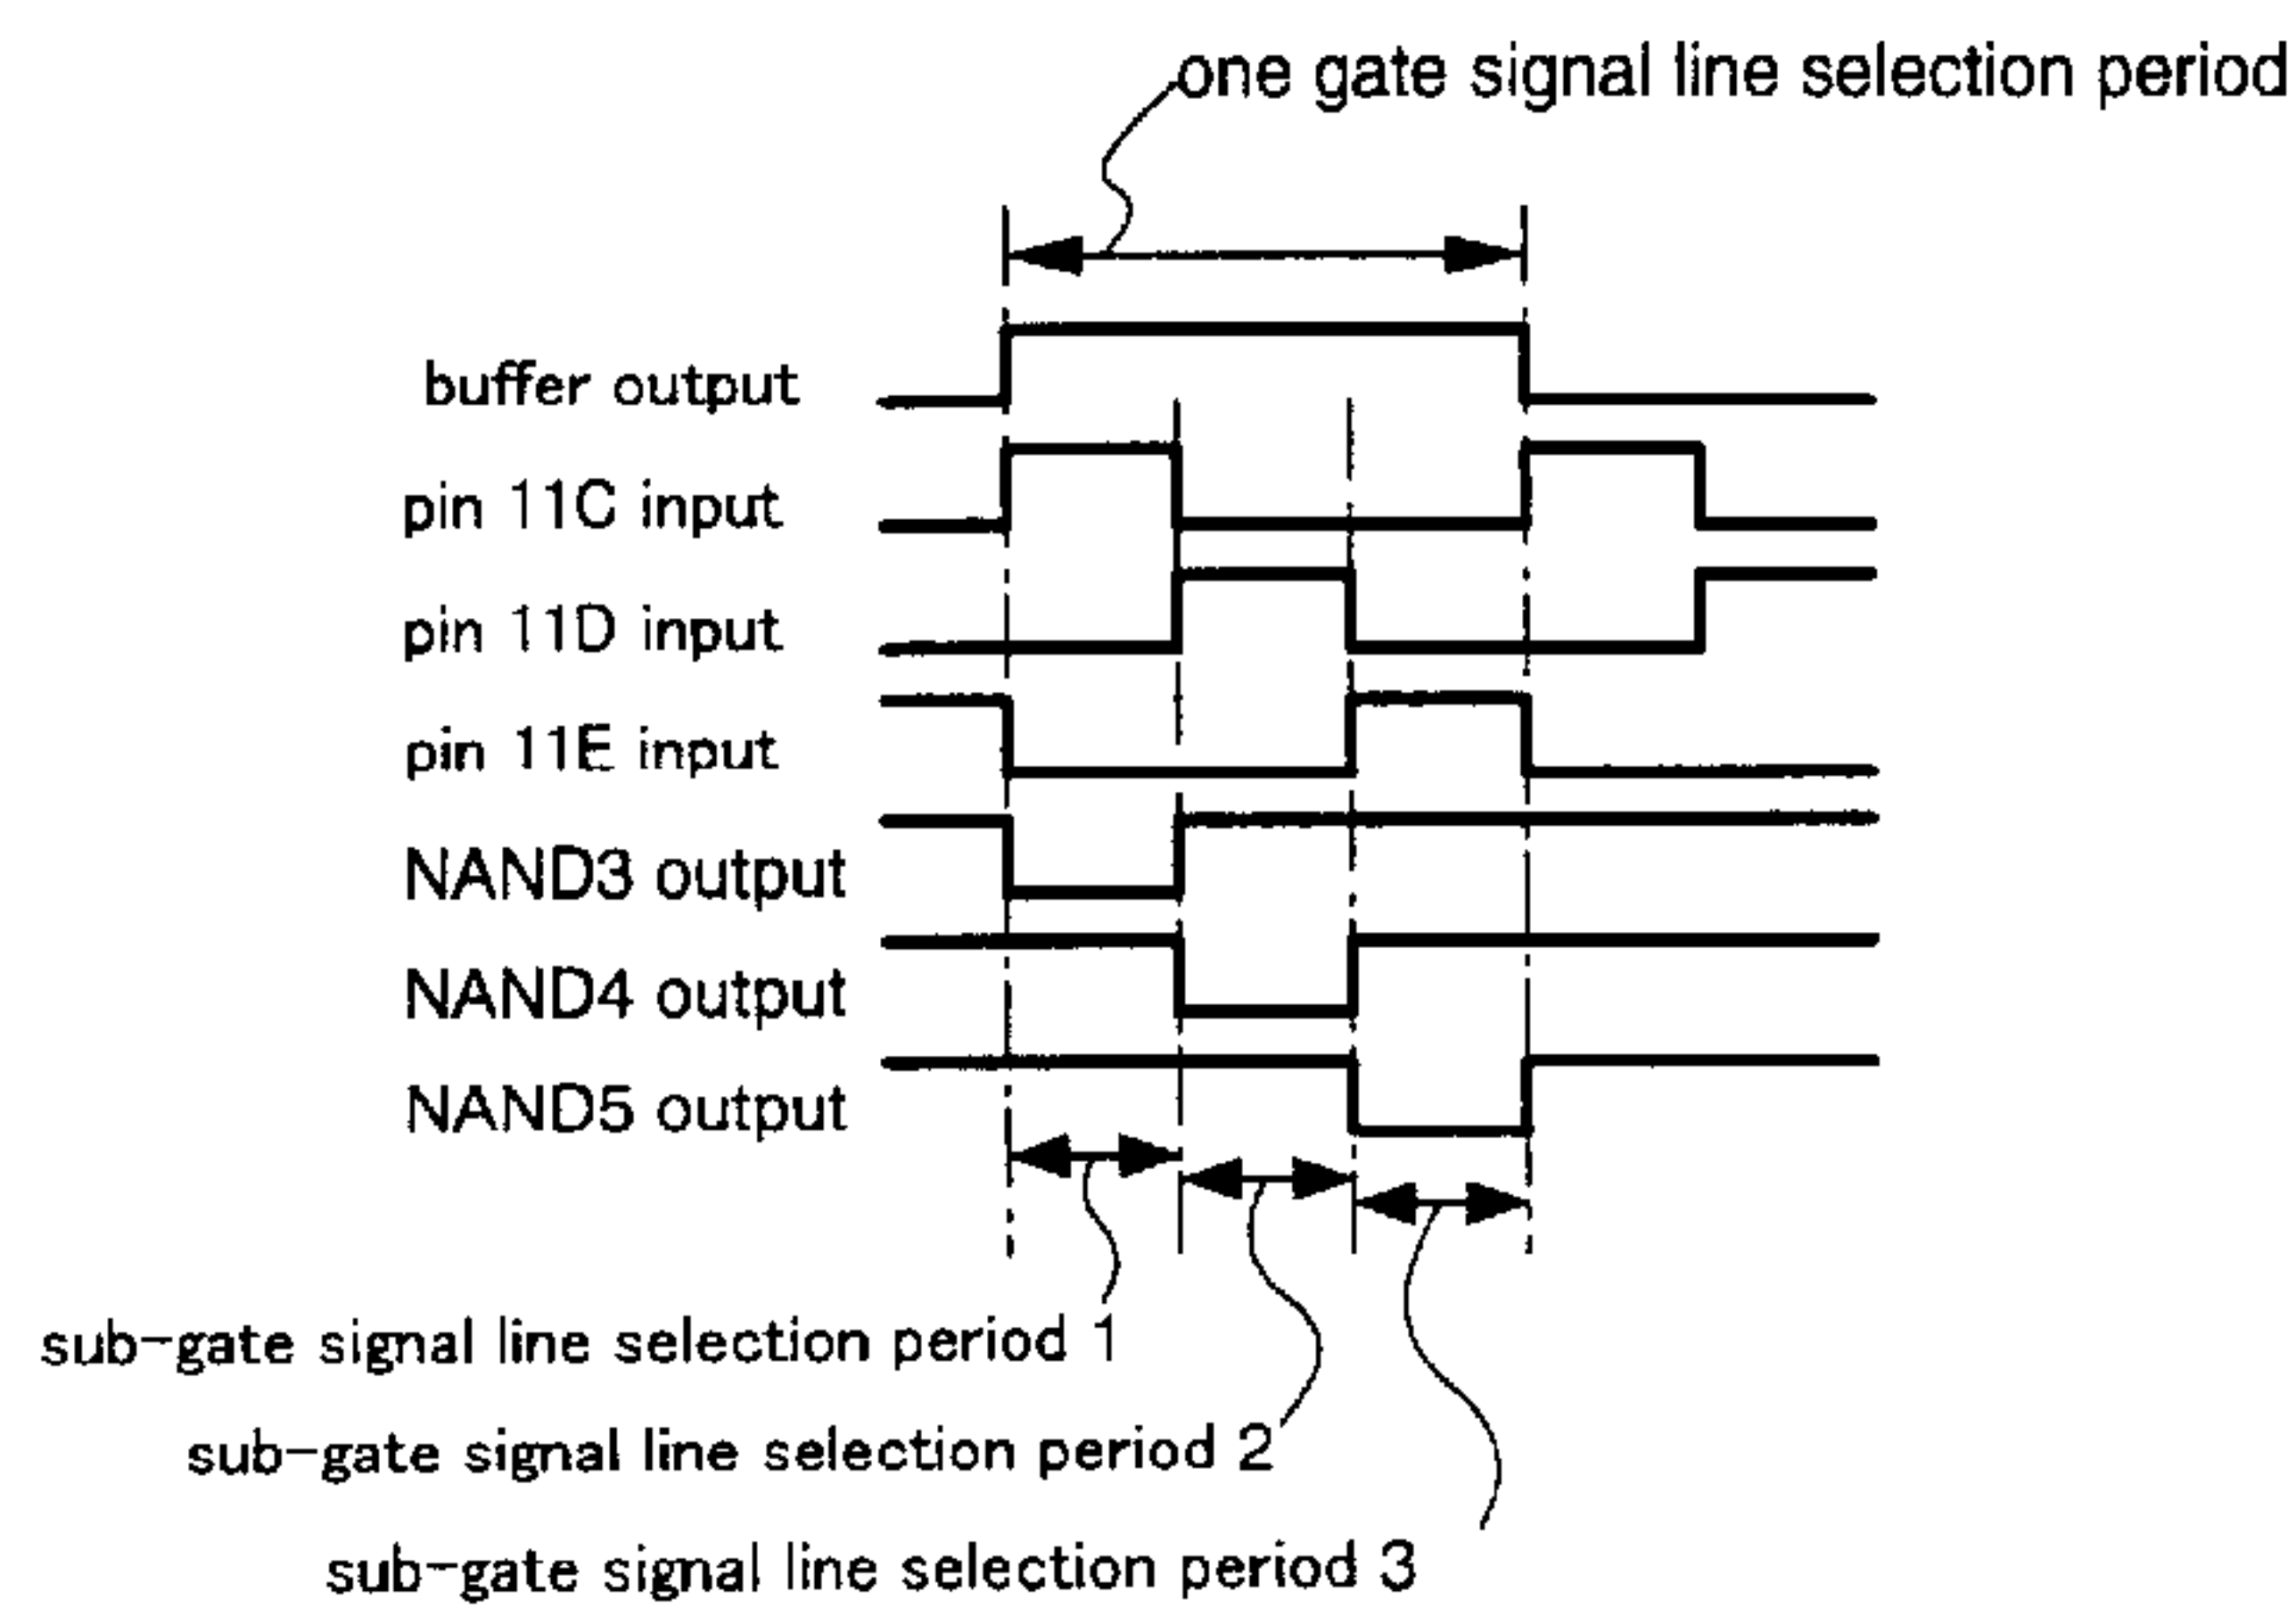 one gate signal line selection period
buffer output
pin 11C input
pin 11D input
pin 11E input
NAND3 output
NAND4 output
NAND5 output
sub-gate signal line selection period 1
sub-gate signal line selection period 2
sub-gate signal line selection period 3